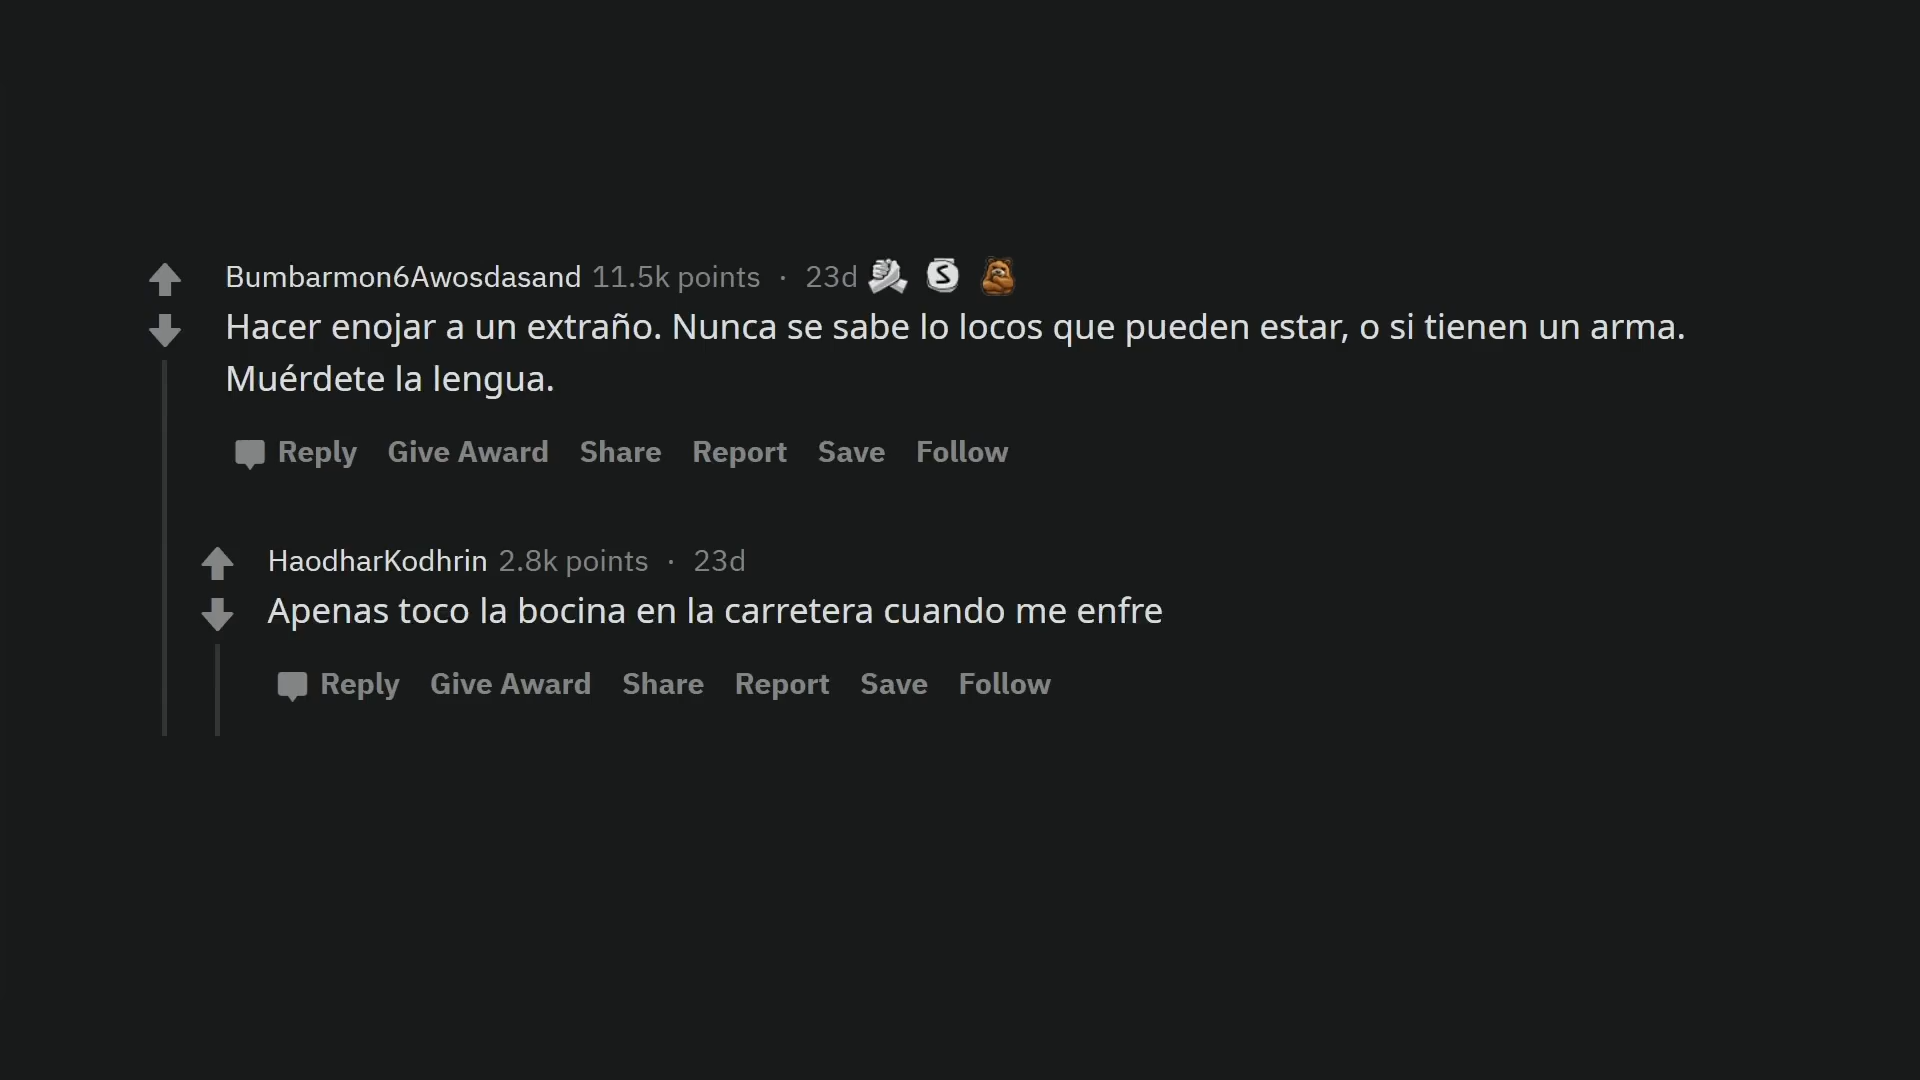 Bumbarmon6Awosdasand 11.5k points · 23d
Hacer enojar a un extraño. Nunca se sabe lo locos que pueden estar, o si tienen un arma.
Muérdete la lengua.
Reply Give Award Share Report Save Follow
HaodharKodhrin 2.8k points · 23d
Apenas toco la bocina en la carretera cuando me enfre
Reply Give Award Share Report Save Follow